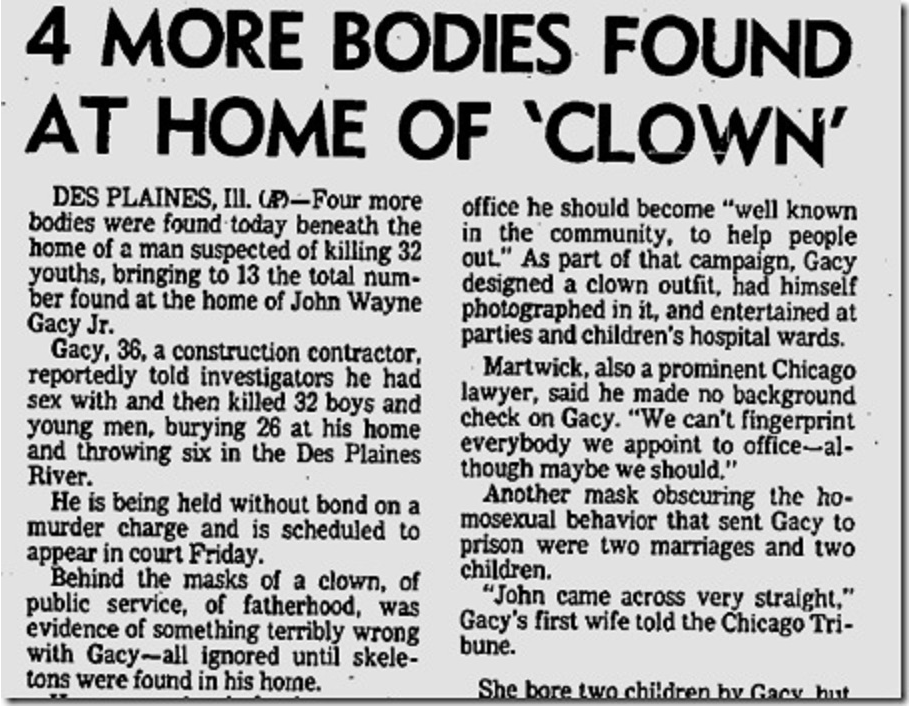 4 MORE BODIES FOUND
AT HOME OF 'CLOWN'
DES PLAINES, Ill. (AP)—Four more
bodies were found today beneath the
home of a man suspected of killing 32
youths, bringing to 13 the total num-
ber found at the home of John Wayne
Gacy Jr.
Gacy, 36, a construction contractor,
reportedly told investigators he had
sex with and then killed 32 boys and
young men, burying 26 at his home
and throwing six in the Des Plaines
River.
He is being held without bond on a
murder charge and is scheduled to
appear in court Friday.
Behind the masks of a clown, of
public service, of fatherhood, was
evidence of something terribly wrong
with Gacy—all ignored until skele-
tons were found in his home.
office he should become "well known
in the community, to help people
out." As part of that campaign, Gacy
designed a clown outfit, had himself
photographed in it, and entertained at
parties and children's hospital wards.
Martwick, also a prominent Chicago
lawyer, said he made no background
check on Gacy. "We can't fingerprint
everybody we appoint to office—al-
though maybe we should."
Another mask obscuring the ho-
mosexual behavior that sent Gacy to
prison were two marriages and two
children.
"John came across very straight,"
Gacy's first wife told the Chicago Tri-
bune.
She bore two children by Gacy, but